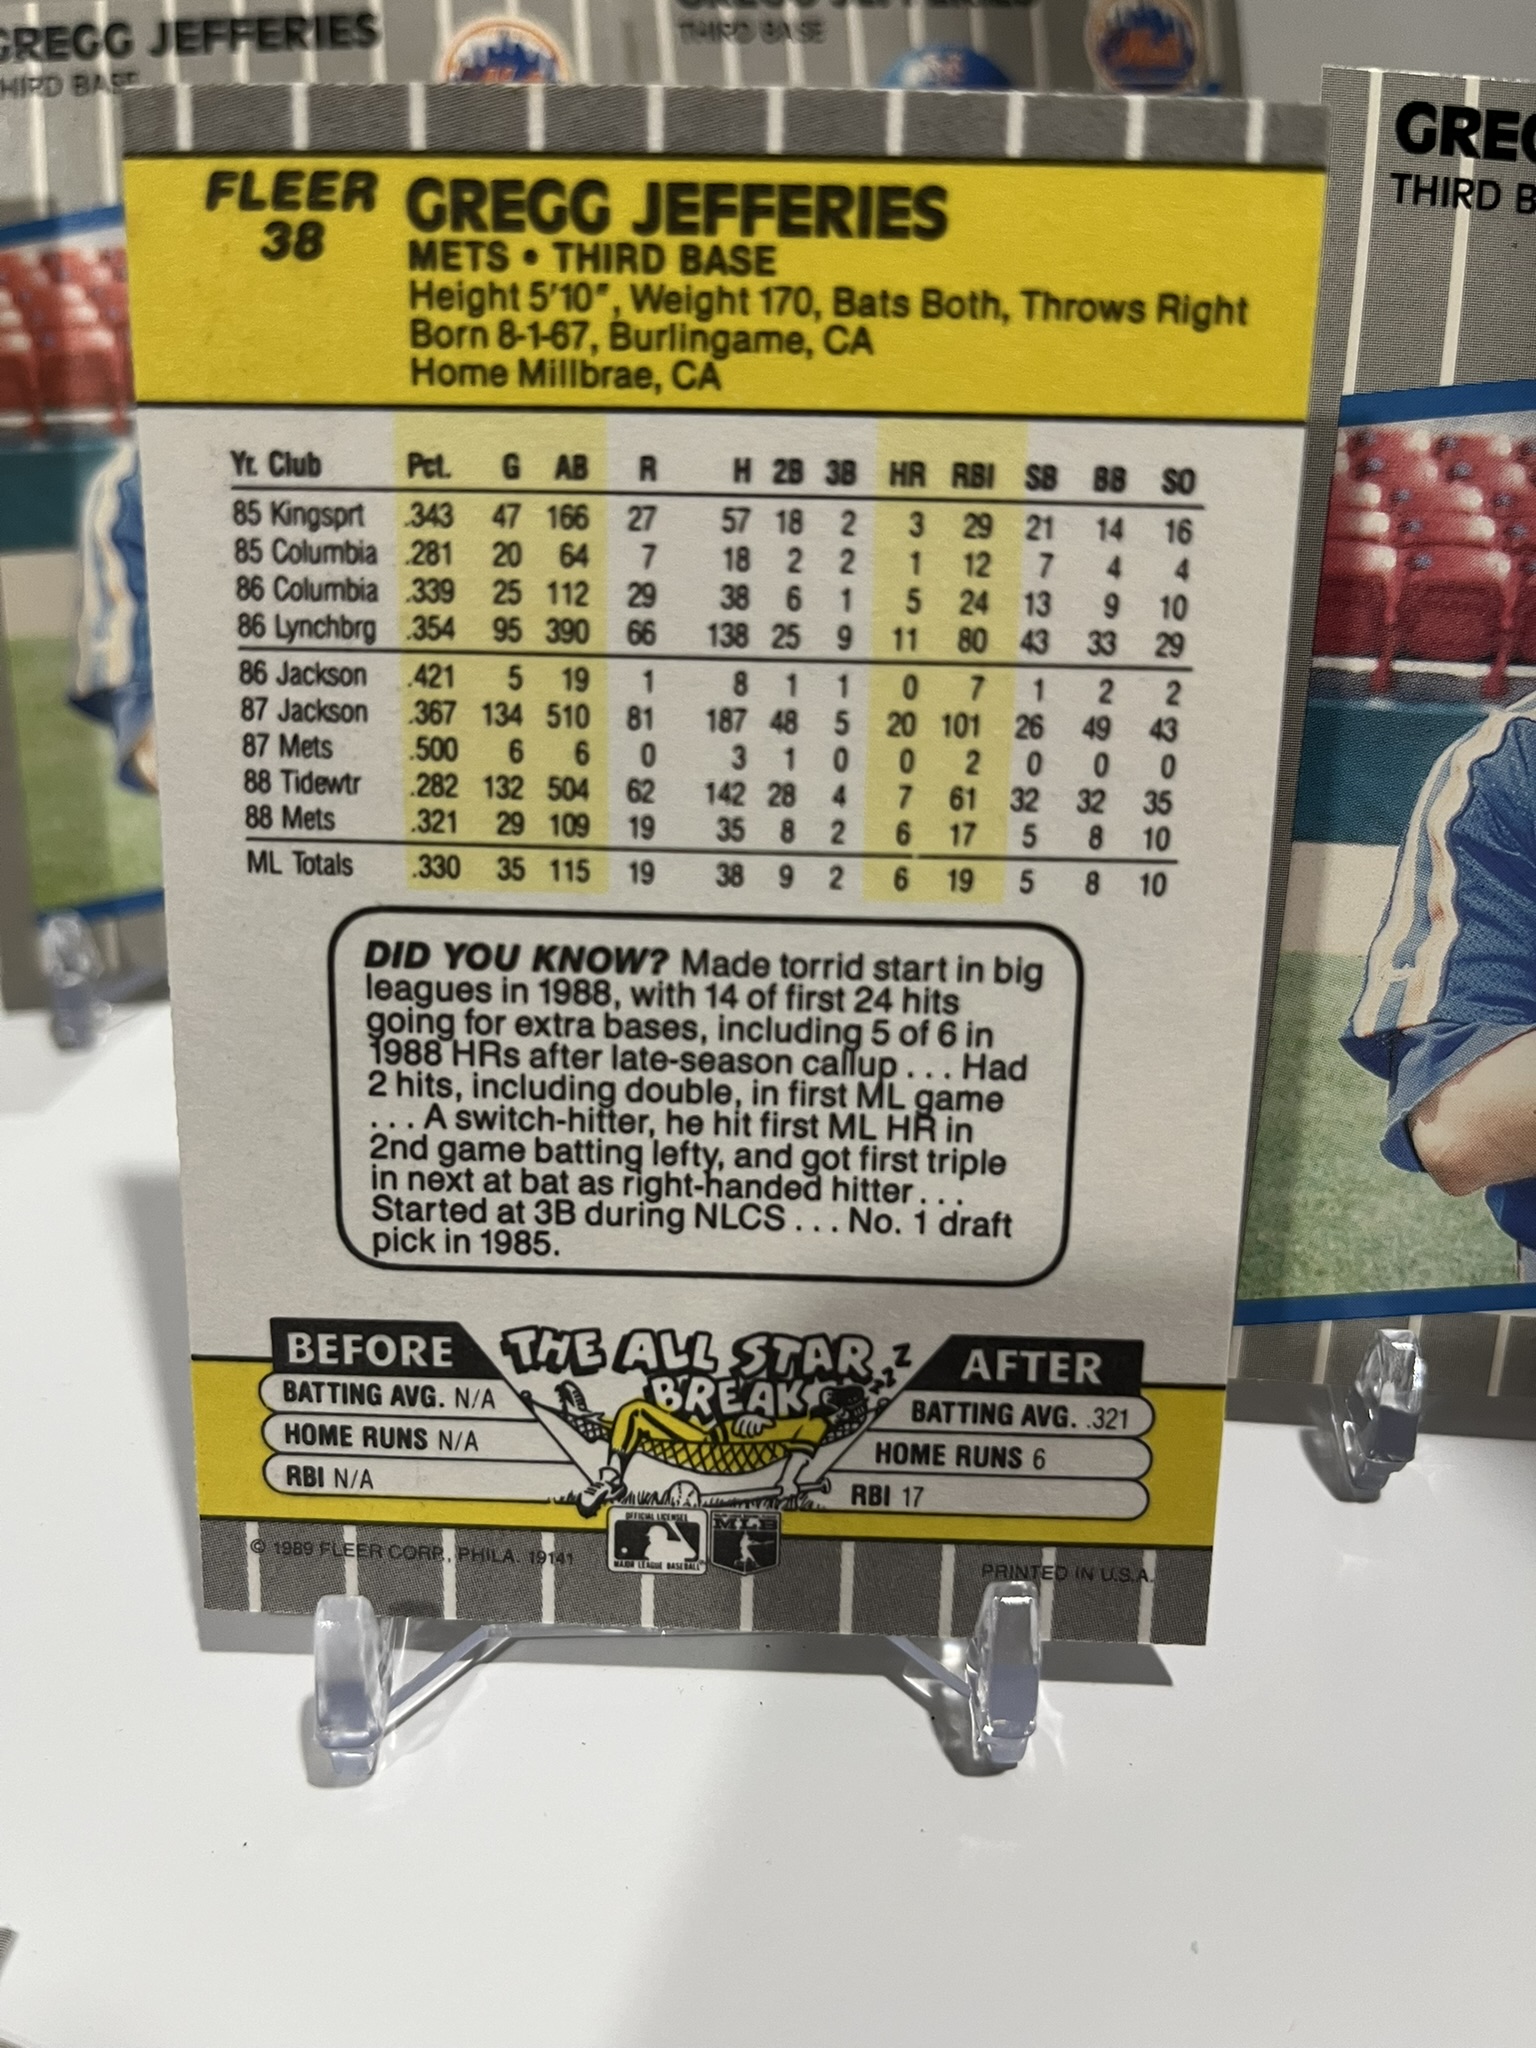 GREGG JEFFERIES
THIRD BASE
GREGG JEFFERIES
THIRD BASE
Mets
GREG
THIRD B
FLEER
38
GREGG JEFFERIES
METS • THIRD BASE
Height 5'10", Weight 170, Bats Both, Throws Right
Born 8-1-67, Burlingame, CA
Home Millbrae, CA
Yr. Club Pct. G AB R H 2B 3B HR RBI SB BB SO
85 Kingsprt .343 47 166 27 57 18 2 3 29 21 14 16
85 Columbia .281 20 64 7 18 2 2 1 12 7 4 4
86 Columbia .339 25 112 29 38 6 1 5 24 13 9 10
86 Lynchbrg .354 95 390 66 138 25 9 11 80 43 33 29
86 Jackson .421 5 19 1 8 1 1 0 7 1 2 2
87 Jackson .367 134 510 81 187 48 5 20 101 26 49 43
87 Mets .500 6 6 0 3 1 0 0 2 0 0 0
88 Tidewtr .282 132 504 62 142 28 4 7 61 32 32 35
88 Mets .321 29 109 19 35 8 2 6 17 5 8 10
ML Totals .330 35 115 19 38 9 2 6 19 5 8 10
DID YOU KNOW? Made torrid start in big
leagues in 1988, with 14 of first 24 hits
going for extra bases, including 5 of 6 in
1988 HRs after late-season callup . . . Had
2 hits, including double, in first ML game
. . . A switch-hitter, he hit first ML HR in
2nd game batting lefty, and got first triple
in next at bat as right-handed hitter . . .
Started at 3B during NLCS . . . No. 1 draft
pick in 1985.
BEFORE
BATTING AVG. N/A
HOME RUNS N/A
RBI N/A
THE ALL STAR
BREAK
ZZZ
AFTER
BATTING AVG. .321
HOME RUNS 6
RBI 17
© 1989 FLEER CORP., PHILA. 19141
OFFICIAL LICENSEE
MAJOR LEAGUE BASEBALL
MLB
PRINTED IN U.S.A.